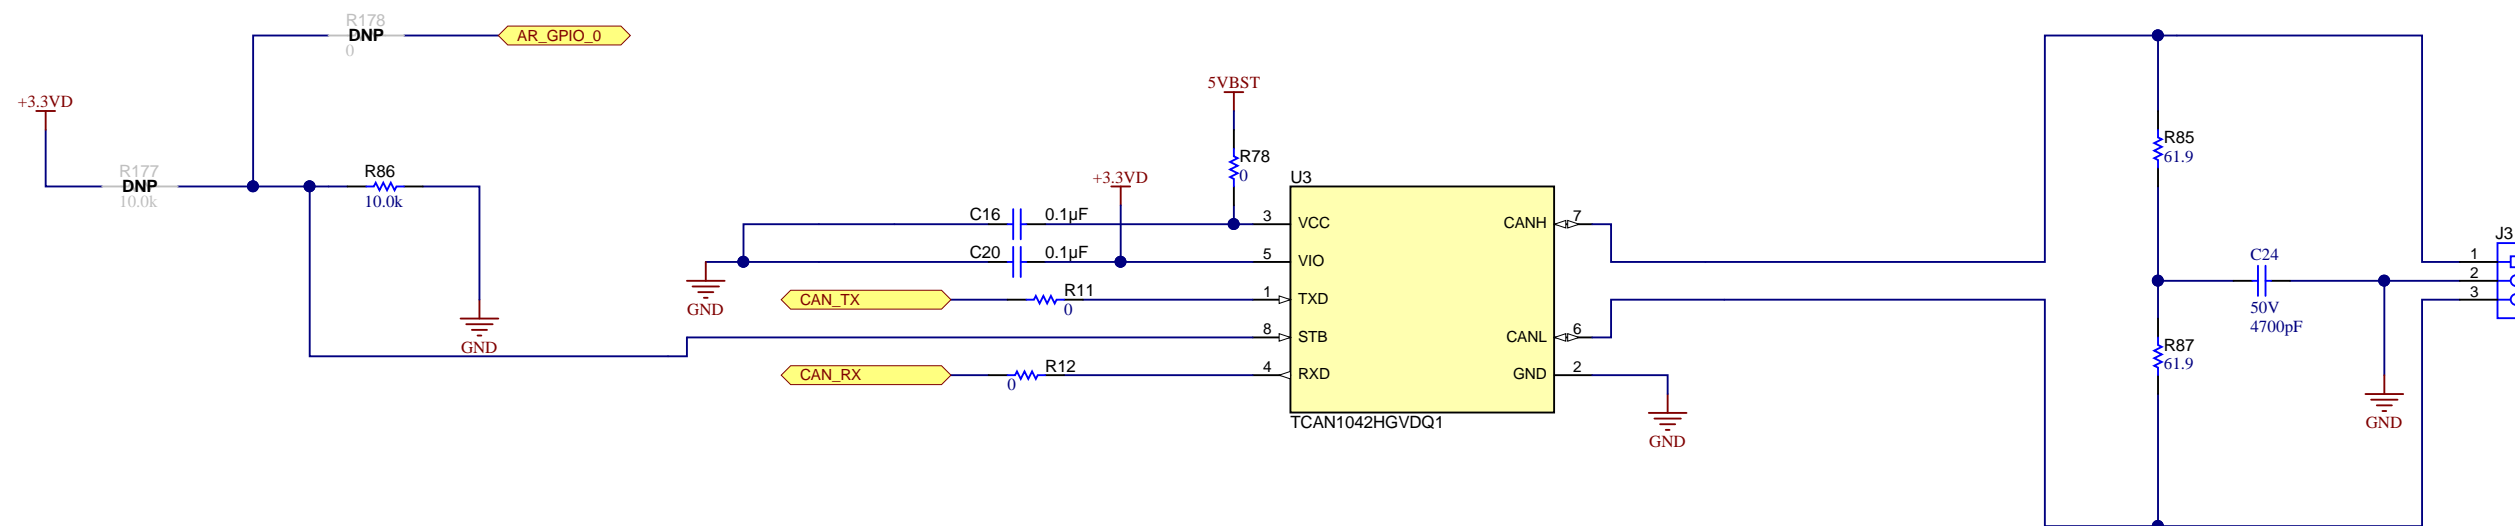 R178
DNP
0
AR_GPIO_0
+3.3VD
R177
DNP
10.0k
R86
10.0k
GND
5VBST
R78
0
+3.3VD
C16
0.1µF
C20
0.1µF
GND
CAN_TX
R11
0
CAN_RX
R12
0
U3
3
VCC
5
VIO
1
TXD
8
STB
4
RXD
CANH
7
CANL
6
GND
2
TCAN1042HGVDQ1
GND
R85
61.9
C24
50V
4700pF
R87
61.9
GND
J3
1
2
3